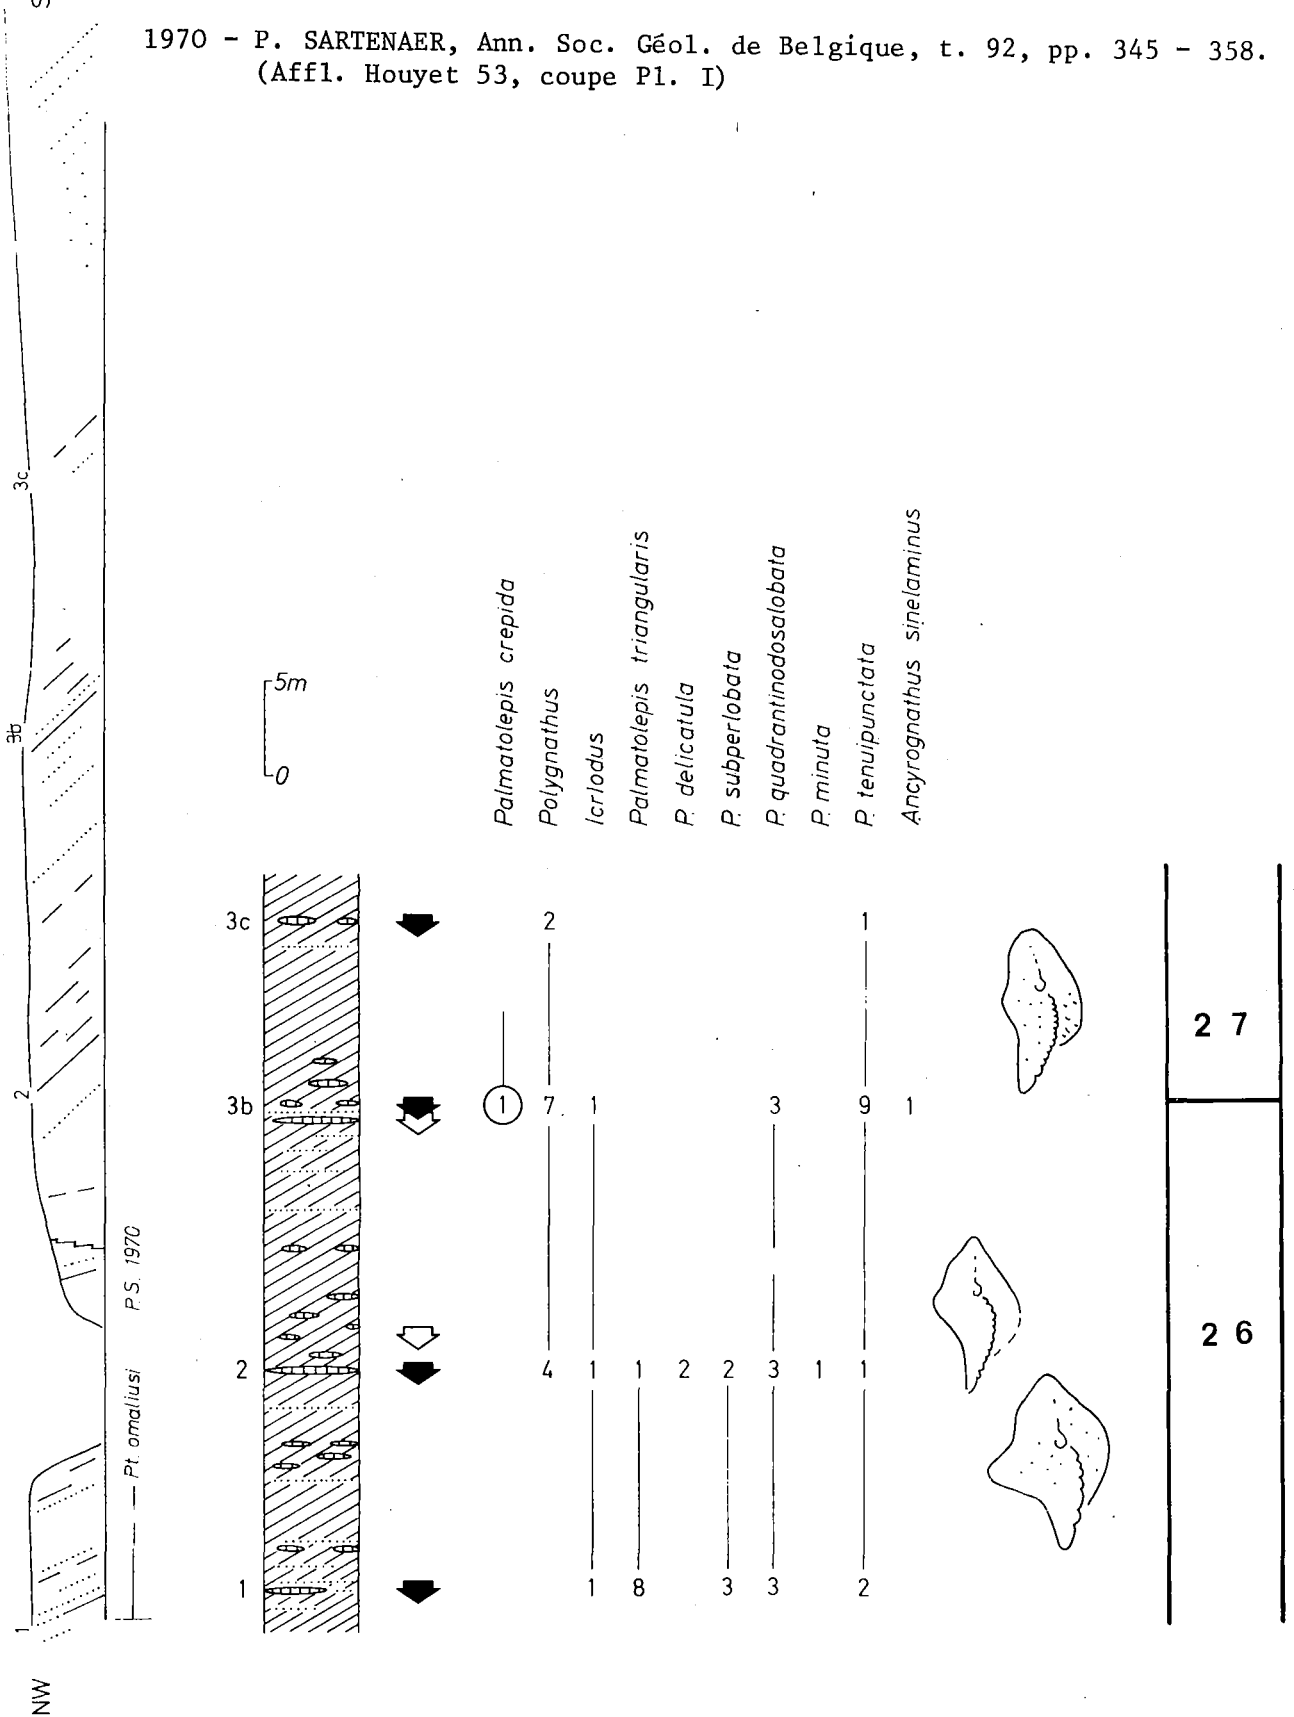 1970 - P. SARTENAER, Ann. Soc. Géol. de Belgique, t. 92, pp. 345 - 358.
(Affl. Houyet 53, coupe Pl. I)
3c
3b
2
1
NW
P.S. 1970
Pt. omaliusi
5m
0
Palmatolepis crepida
Polygnathus
Icriodus
Palmatolepis triangularis
P. delicatula
P. subperlobata
P. quadrantinodosalobata
P. minuta
P. tenuipunctata
Ancyrognathus sinelaminus
3c 2 1
27
3b 1 7 1 3 9 1
26
2 4 1 1 2 2 3 1 1
1 1 8 3 3 2